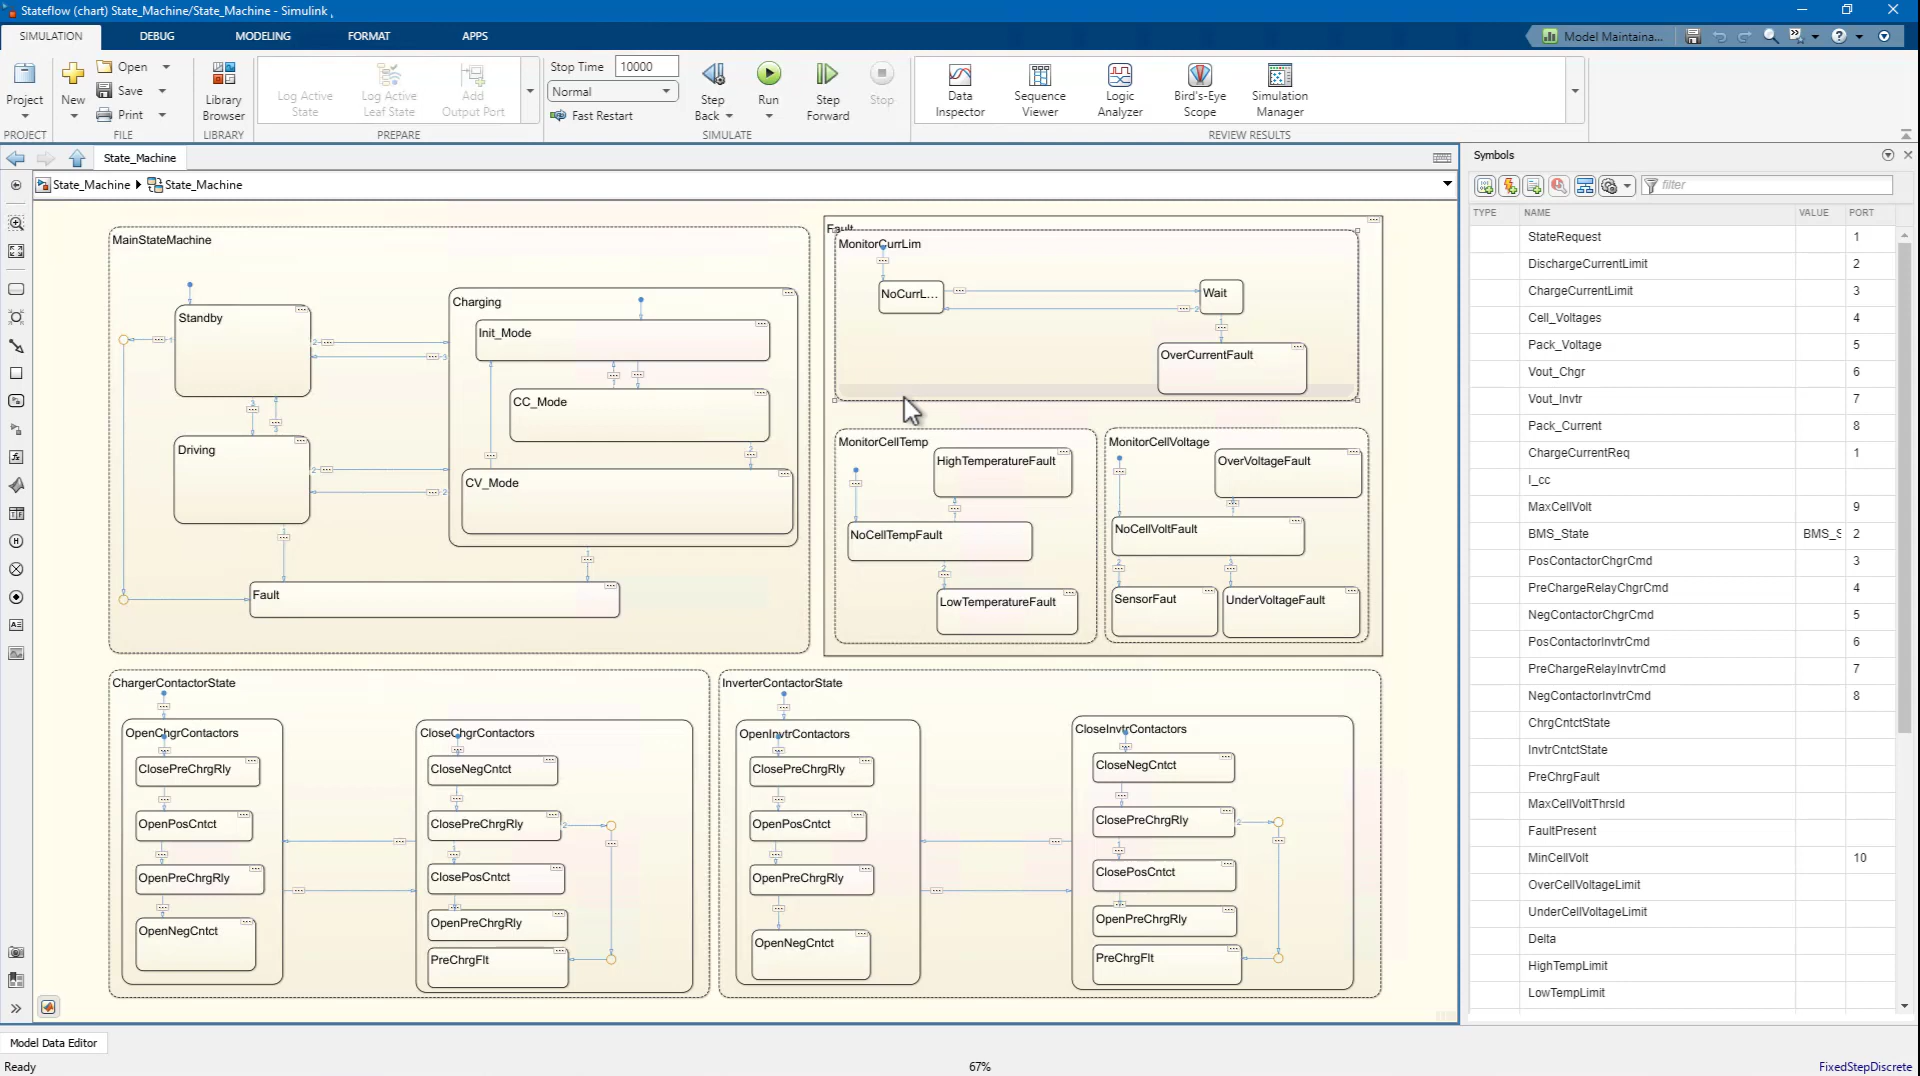 Stateflow (chart) State_Machine/State_Machine - Simulink
SIMULATION
DEBUG
MODELING
FORMAT
APPS
Model Maintaina...
Project
New
Open
Save
Print
Library
Browser
Log Active
State
Log Active
Leaf State
Add
Output Port
Stop Time
10000
Normal
Fast Restart
Step
Back
Run
Step
Forward
Stop
Data
Inspector
Sequence
Viewer
Logic
Analyzer
Bird's-Eye
Scope
Simulation
Manager
PROJECT
FILE
LIBRARY
PREPARE
SIMULATE
REVIEW RESULTS
State_Machine
State_Machine
State_Machine
MainStateMachine
Standby
Driving
Charging
Init_Mode
CC_Mode
CV_Mode
Fault
Fault
MonitorCurrLim
NoCurrL...
Wait
OverCurrentFault
MonitorCellTemp
HighTemperatureFault
NoCellTempFault
LowTemperatureFault
MonitorCellVoltage
OverVoltageFault
NoCellVoltFault
SensorFaut
UnderVoltageFault
ChargerContactorState
OpenChgrContactors
ClosePreChrgRly
OpenPosCntct
OpenPreChrgRly
OpenNegCntct
CloseChgrContactors
CloseNegCntct
ClosePreChrgRly
ClosePosCntct
OpenPreChrgRly
PreChrgFlt
InverterContactorState
OpenInvtrContactors
ClosePreChrgRly
OpenPosCntct
OpenPreChrgRly
OpenNegCntct
CloseInvtrContactors
CloseNegCntct
ClosePreChrgRly
ClosePosCntct
OpenPreChrgRly
PreChrgFlt
Symbols
filter
TYPE NAME VALUE PORT
StateRequest 1
DischargeCurrentLimit 2
ChargeCurrentLimit 3
Cell_Voltages 4
Pack_Voltage 5
Vout_Chgr 6
Vout_Invtr 7
Pack_Current 8
ChargeCurrentReq 1
I_cc
MaxCellVolt 9
BMS_State BMS_S 2
PosContactorChgrCmd 3
PreChargeRelayChgrCmd 4
NegContactorChgrCmd 5
PosContactorInvtrCmd 6
PreChargeRelayInvtrCmd 7
NegContactorInvtrCmd 8
ChrgCntctState
InvtrCntctState
PreChrgFault
MaxCellVoltThrsld
FaultPresent
MinCellVolt 10
OverCellVoltageLimit
UnderCellVoltageLimit
Delta
HighTempLimit
LowTempLimit
Model Data Editor
Ready
67%
FixedStepDiscrete